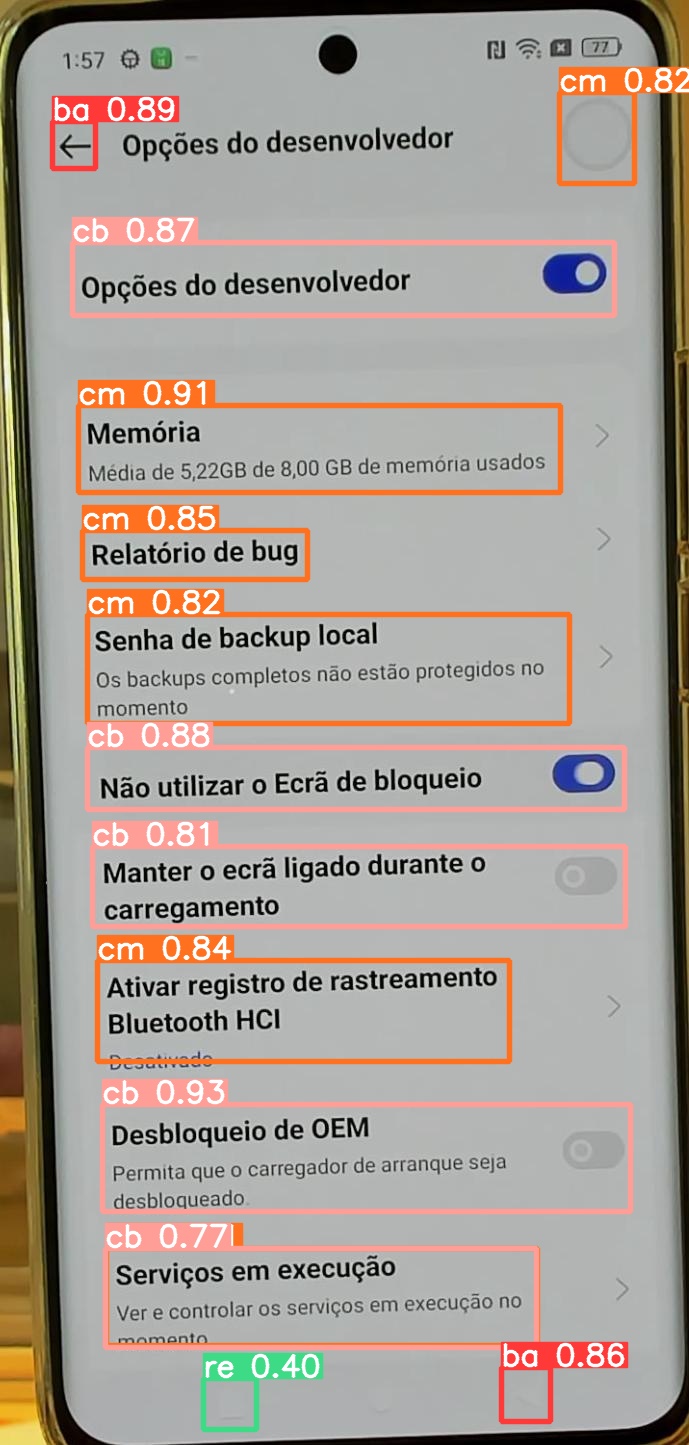 1:57
77
cm 0.82
ba 0.89
Opções do desenvolvedor
cb 0.87
Opções do desenvolvedor
cm 0.91
Memória
Média de 5,22GB de 8,00 GB de memória usados
cm 0.85
Relatório de bug
cm 0.82
Senha de backup local
Os backups completos não estão protegidos no
momento
cb 0.88
Não utilizar o Ecrã de bloqueio
cb 0.81
Manter o ecrã ligado durante o
carregamento
cm 0.84
Ativar registro de rastreamento
Bluetooth HCI
Desativado
cb 0.93
Desbloqueio de OEM
Permita que o carregador de arranque seja
desbloqueado.
cb 0.77
Serviços em execução
Ver e controlar os serviços em execução no
momento
re 0.40
ba 0.86